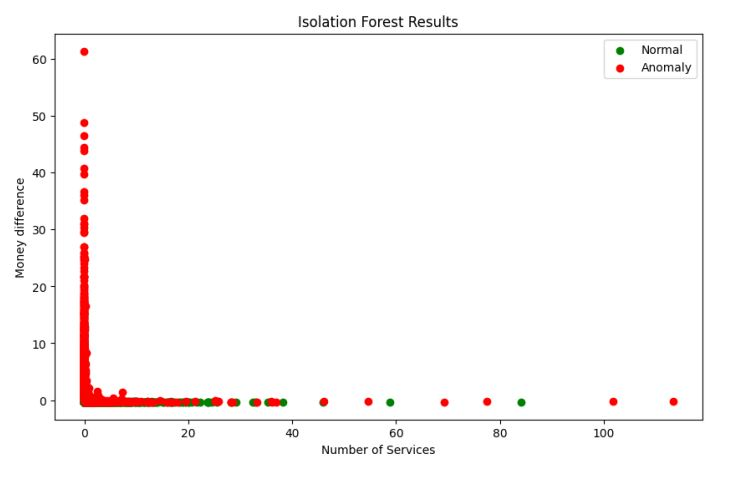 Isolation Forest Results
Normal
Anomaly
60
50
40
30
20
10
0
Money difference
0 20 40 60 80 100
Number of Services